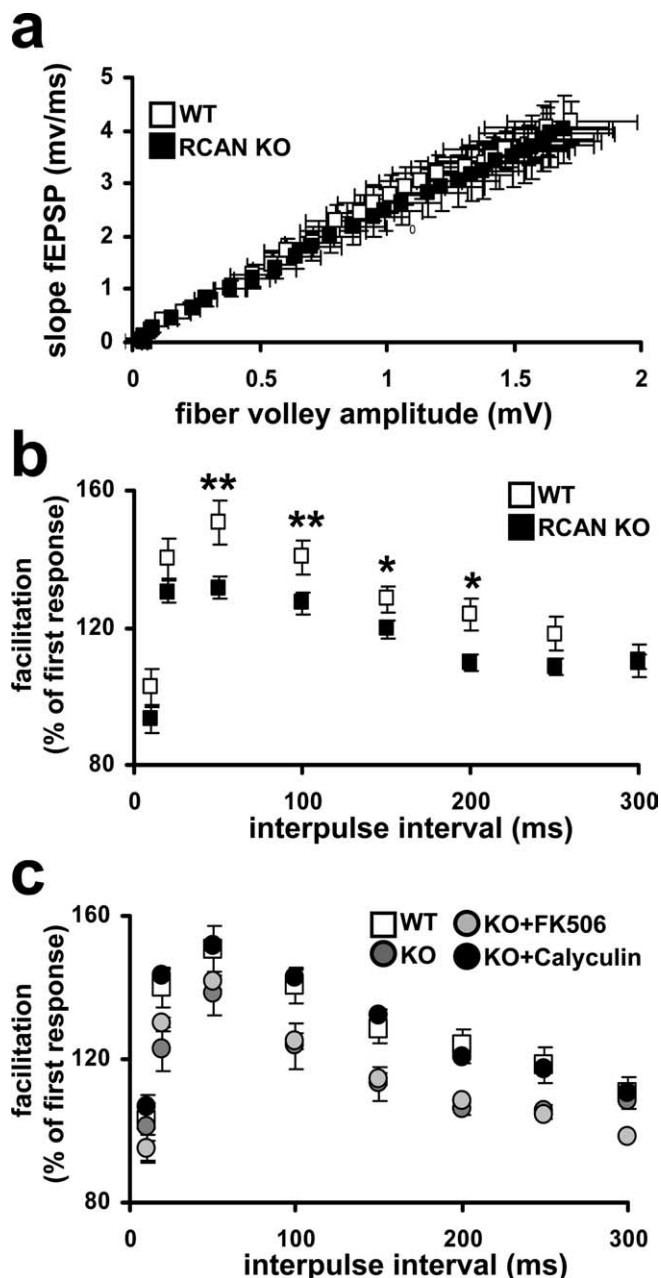 a
slope fEPSP (mv/ms)
5
4
3
2
1
0
WT
RCAN KO
0
0
0.5
1
1.5
2
fiber volley amplitude (mV)
b
facilitation
(% of first response)
160
120
80
** ** * *
WT
RCAN KO
0
100
200
300
interpulse interval (ms)
c
facilitation
(% of first response)
160
120
80
WT
KO+FK506
KO
KO+Calyculin
0
100
200
300
interpulse interval (ms)